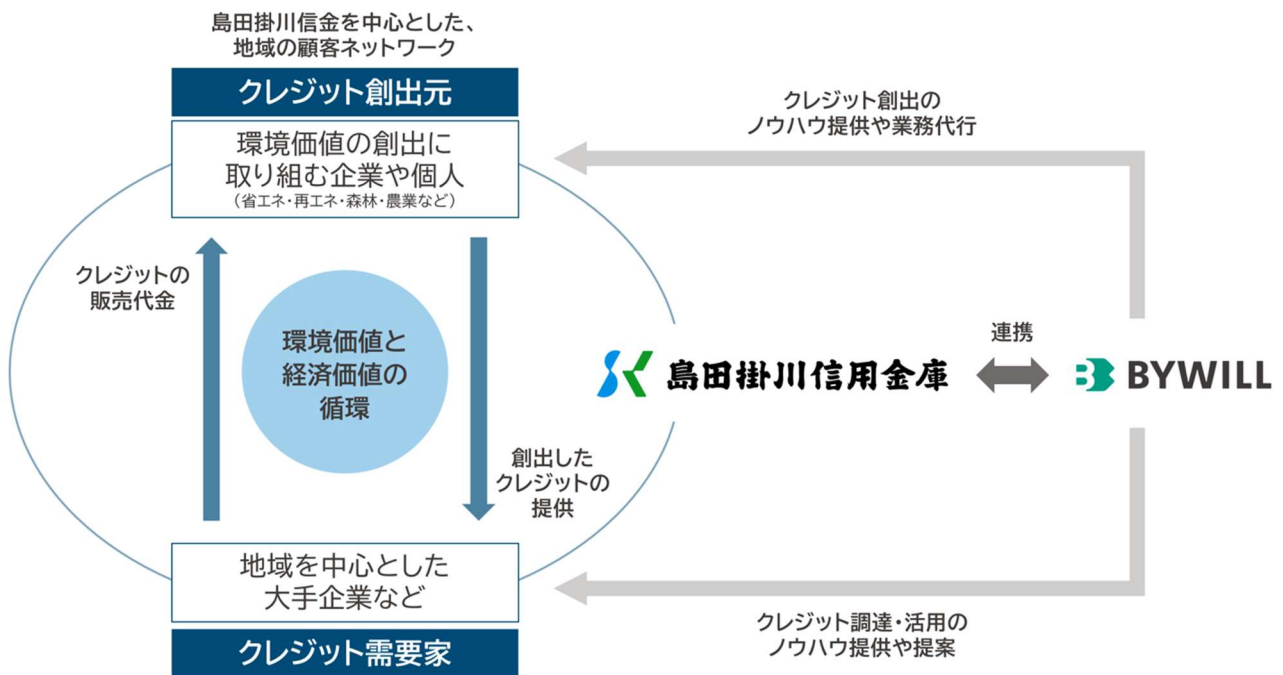 島田掛川信金を中心とした、
地域の顧客ネットワーク
クレジット創出元
環境価値の創出に
取り組む企業や個人
（省エネ・再エネ・森林・農業など）
クレジット創出の
ノウハウ提供や業務代行
クレジットの
販売代金
環境価値と
経済価値の
循環
創出した
クレジットの
提供
島田掛川信用金庫
連携
BYWILL
地域を中心とした
大手企業など
クレジット需要家
クレジット調達・活用の
ノウハウ提供や提案